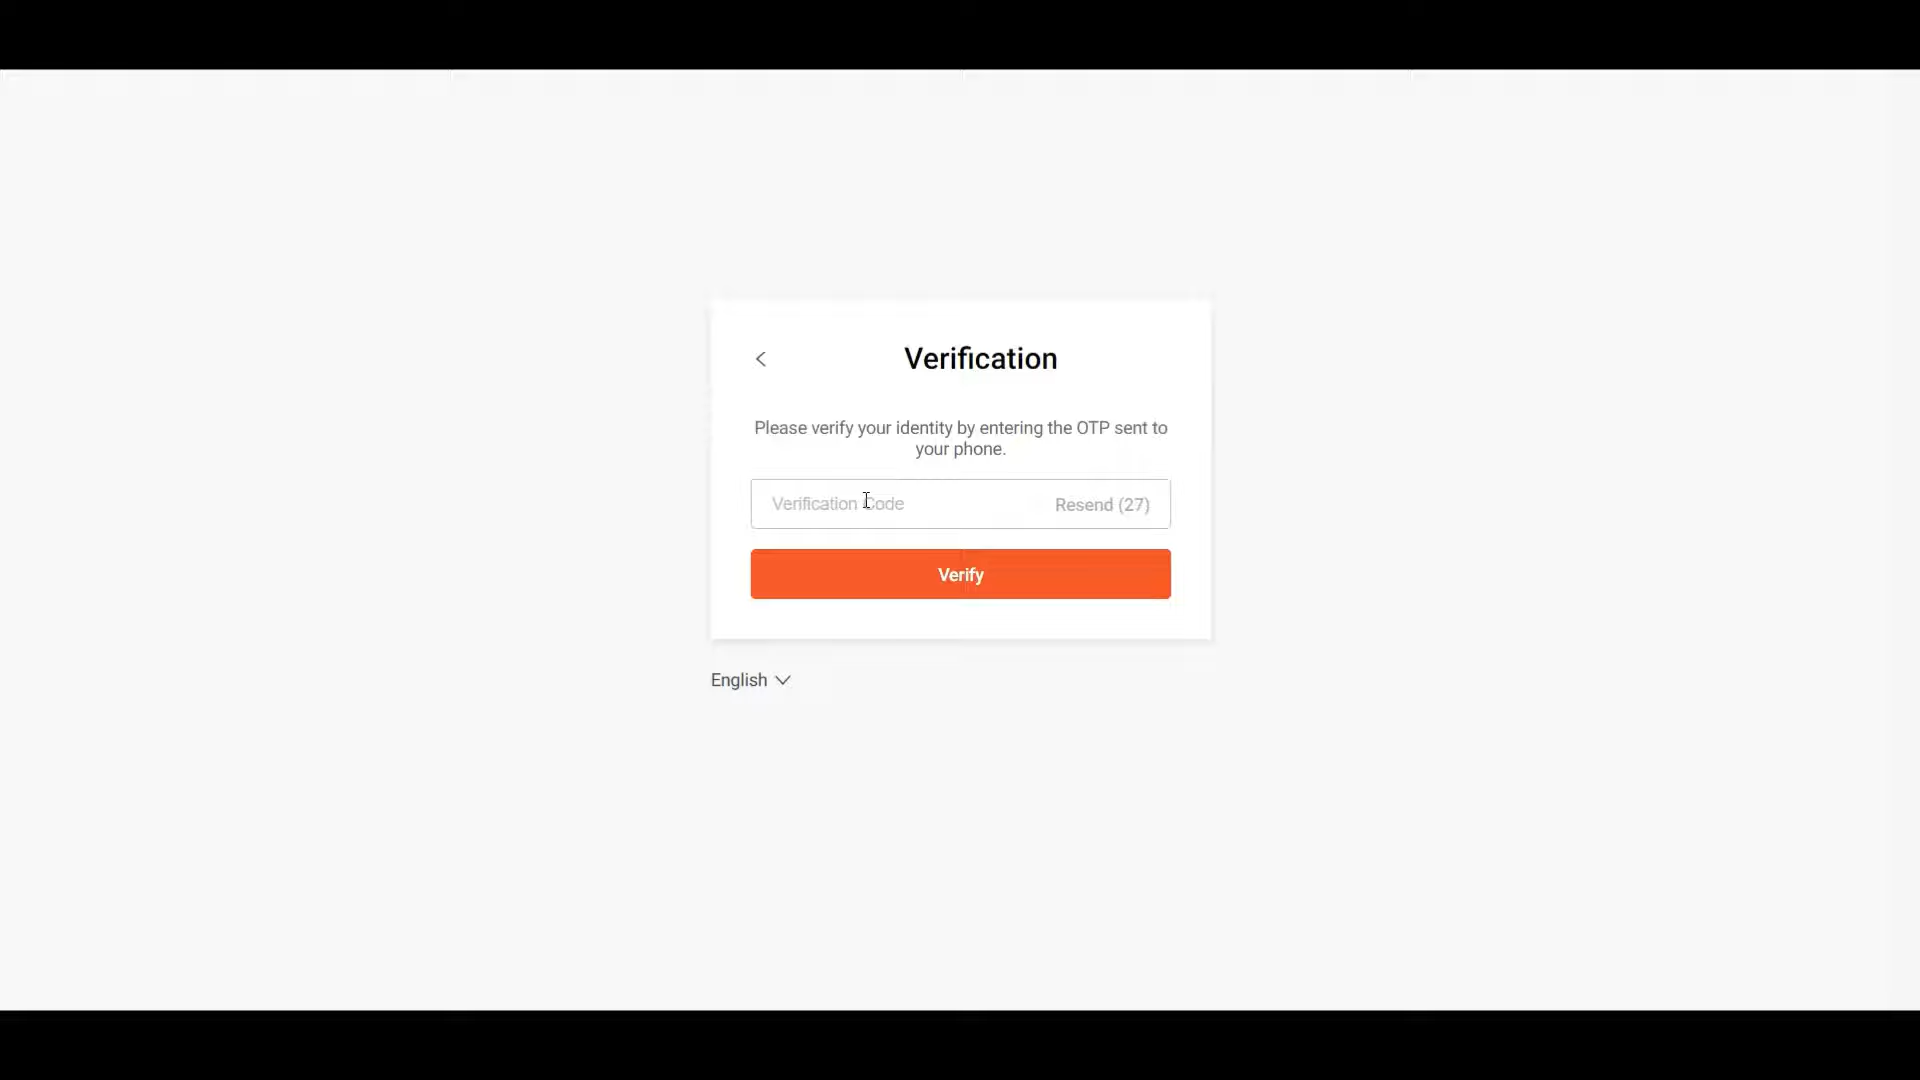 Verification
Please verify your identity by entering the OTP sent to
your phone.
Verification Code
Resend (27)
Verify
English